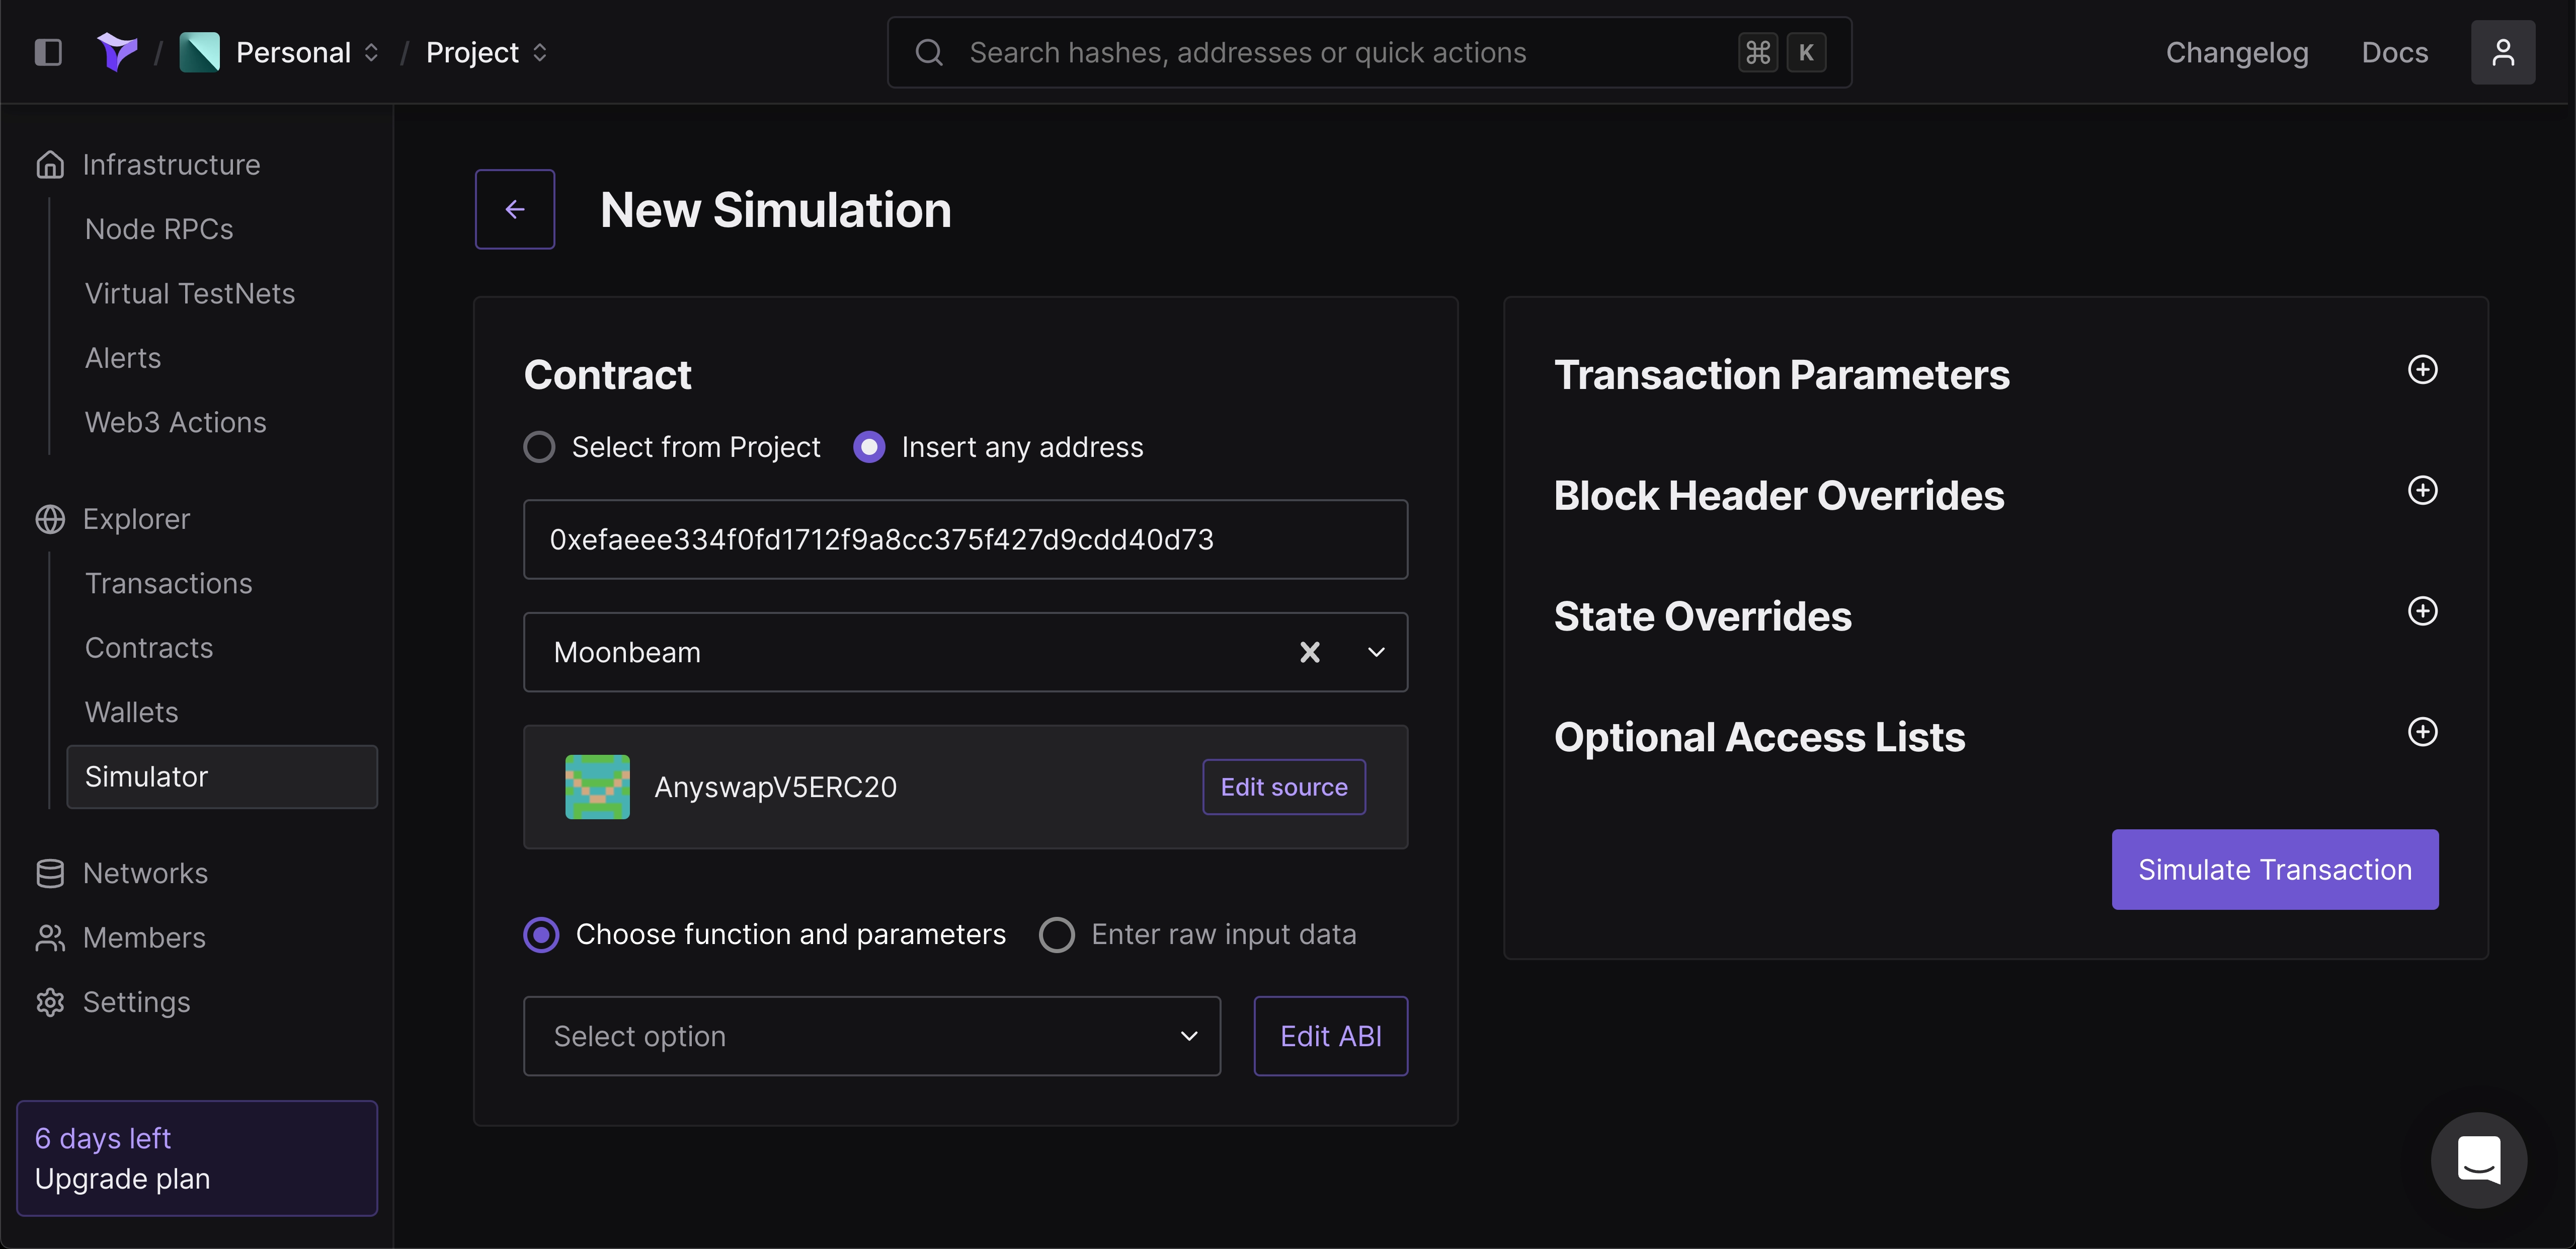 / Personal / Project
Search hashes, addresses or quick actions ⌘ K
Changelog Docs
Infrastructure
Node RPCs
Virtual TestNets
Alerts
Web3 Actions
Explorer
Transactions
Contracts
Wallets
Simulator
Networks
Members
Settings
6 days left
Upgrade plan
New Simulation
Contract
Select from Project Insert any address
0xefaeee334f0fd1712f9a8cc375f427d9cdd40d73
Moonbeam
AnyswapV5ERC20 Edit source
Choose function and parameters Enter raw input data
Select option Edit ABI
Transaction Parameters
Block Header Overrides
State Overrides
Optional Access Lists
Simulate Transaction